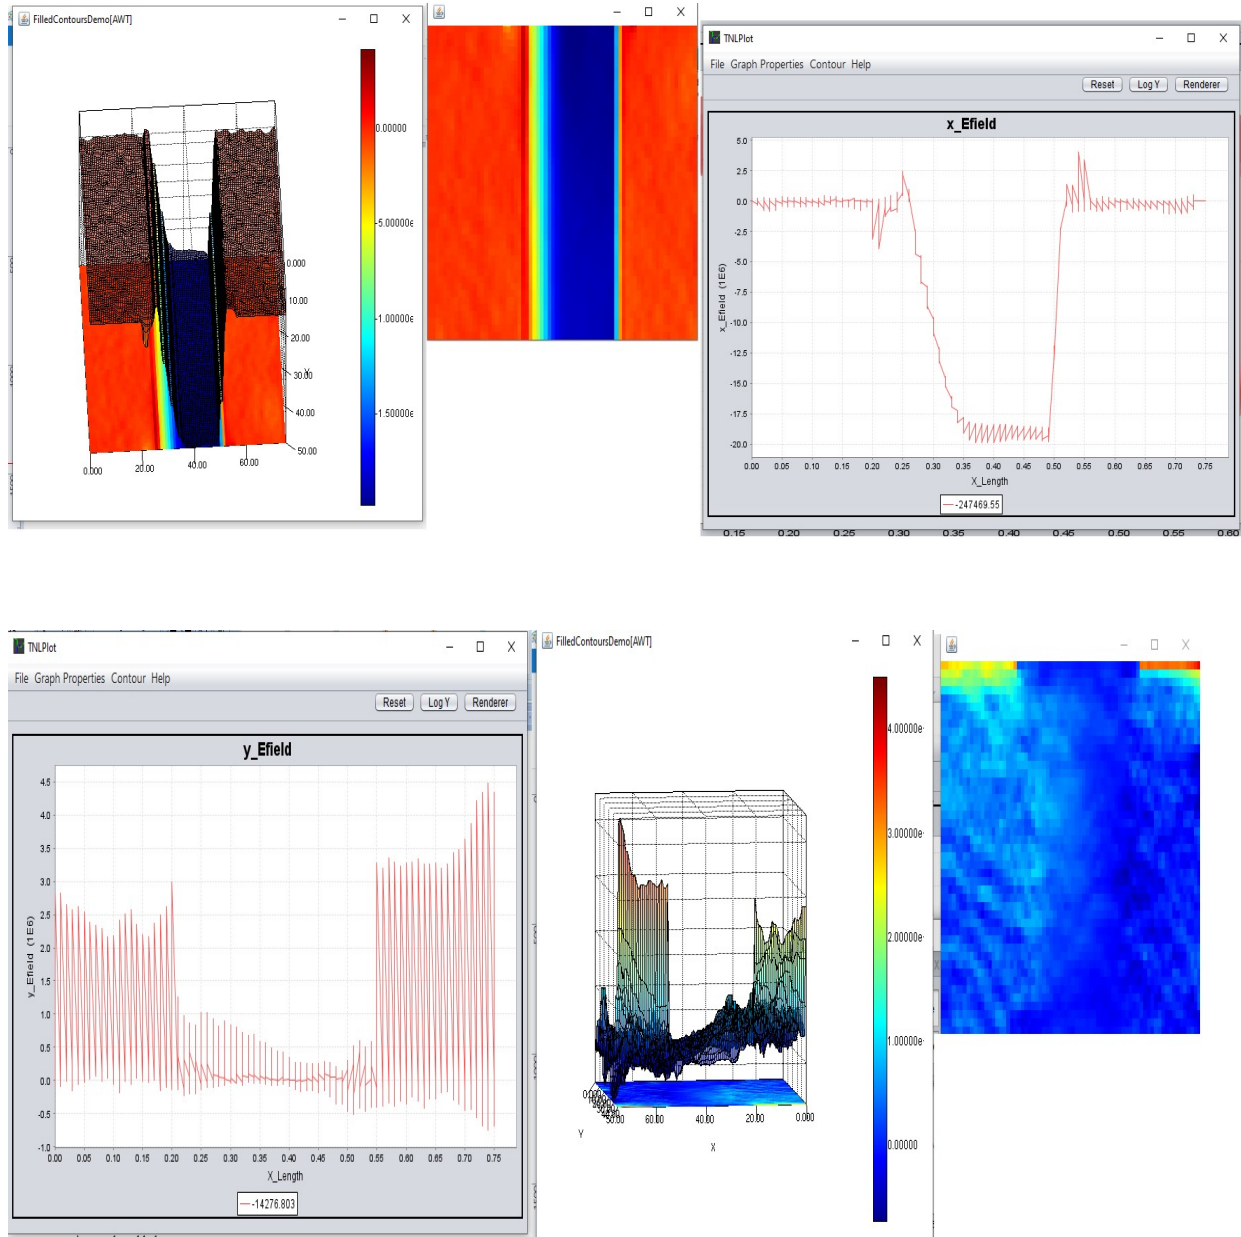 FilledContoursDemo[AWT]
0.00000
-5.00000
-1.00000e
-1.50000e
0.000
10.00
20.00
30.00
X
40.00
50.00
0.000
20.00
40.00
60.00
TNLPlot
File Graph Properties Contour Help
Reset Log Y Renderer
x_Efield
5.0
2.5
0.0
-2.5
-5.0
-7.5
-10.0
-12.5
-15.0
-17.5
-20.0
x_Efield (1E6)
0.00 0.05 0.10 0.15 0.20 0.25 0.30 0.35 0.40 0.45 0.50 0.55 0.60 0.65 0.70 0.75
X_Length
-247469.55
0.15 0.20 0.25 0.30 0.35 0.40 0.45 0.50 0.55 0.60
TNLPlot
File Graph Properties Contour Help
Reset Log Y Renderer
y_Efield
4.5
4.0
3.5
3.0
2.5
2.0
1.5
1.0
0.5
0.0
-0.5
-1.0
y_Efield (1E6)
0.00 0.05 0.10 0.15 0.20 0.25 0.30 0.35 0.40 0.45 0.50 0.55 0.60 0.65 0.70 0.75
X_Length
-14276.803
FilledContoursDemo[AWT]
4.00000e
3.00000e
2.00000e
1.00000e
0.00000
Y
60.00
40.00
20.00
0.000
X